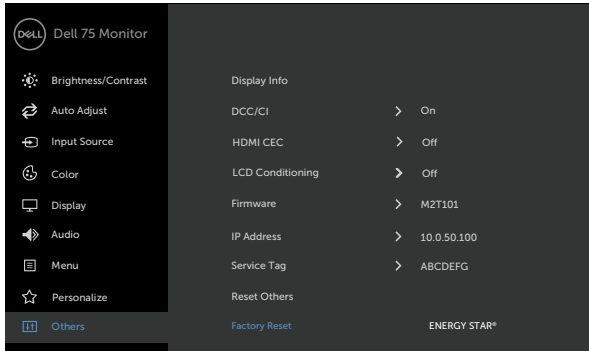 DELL Dell 75 Monitor
Brightness/Contrast
Auto Adjust
Input Source
Color
Display
Audio
Menu
Personalize
Others
Display Info
DCC/CI > On
HDMI CEC > Off
LCD Conditioning > Off
Firmware > M2T101
IP Address > 10.0.50.100
Service Tag > ABCDEFG
Reset Others
Factory Reset ENERGY STAR®